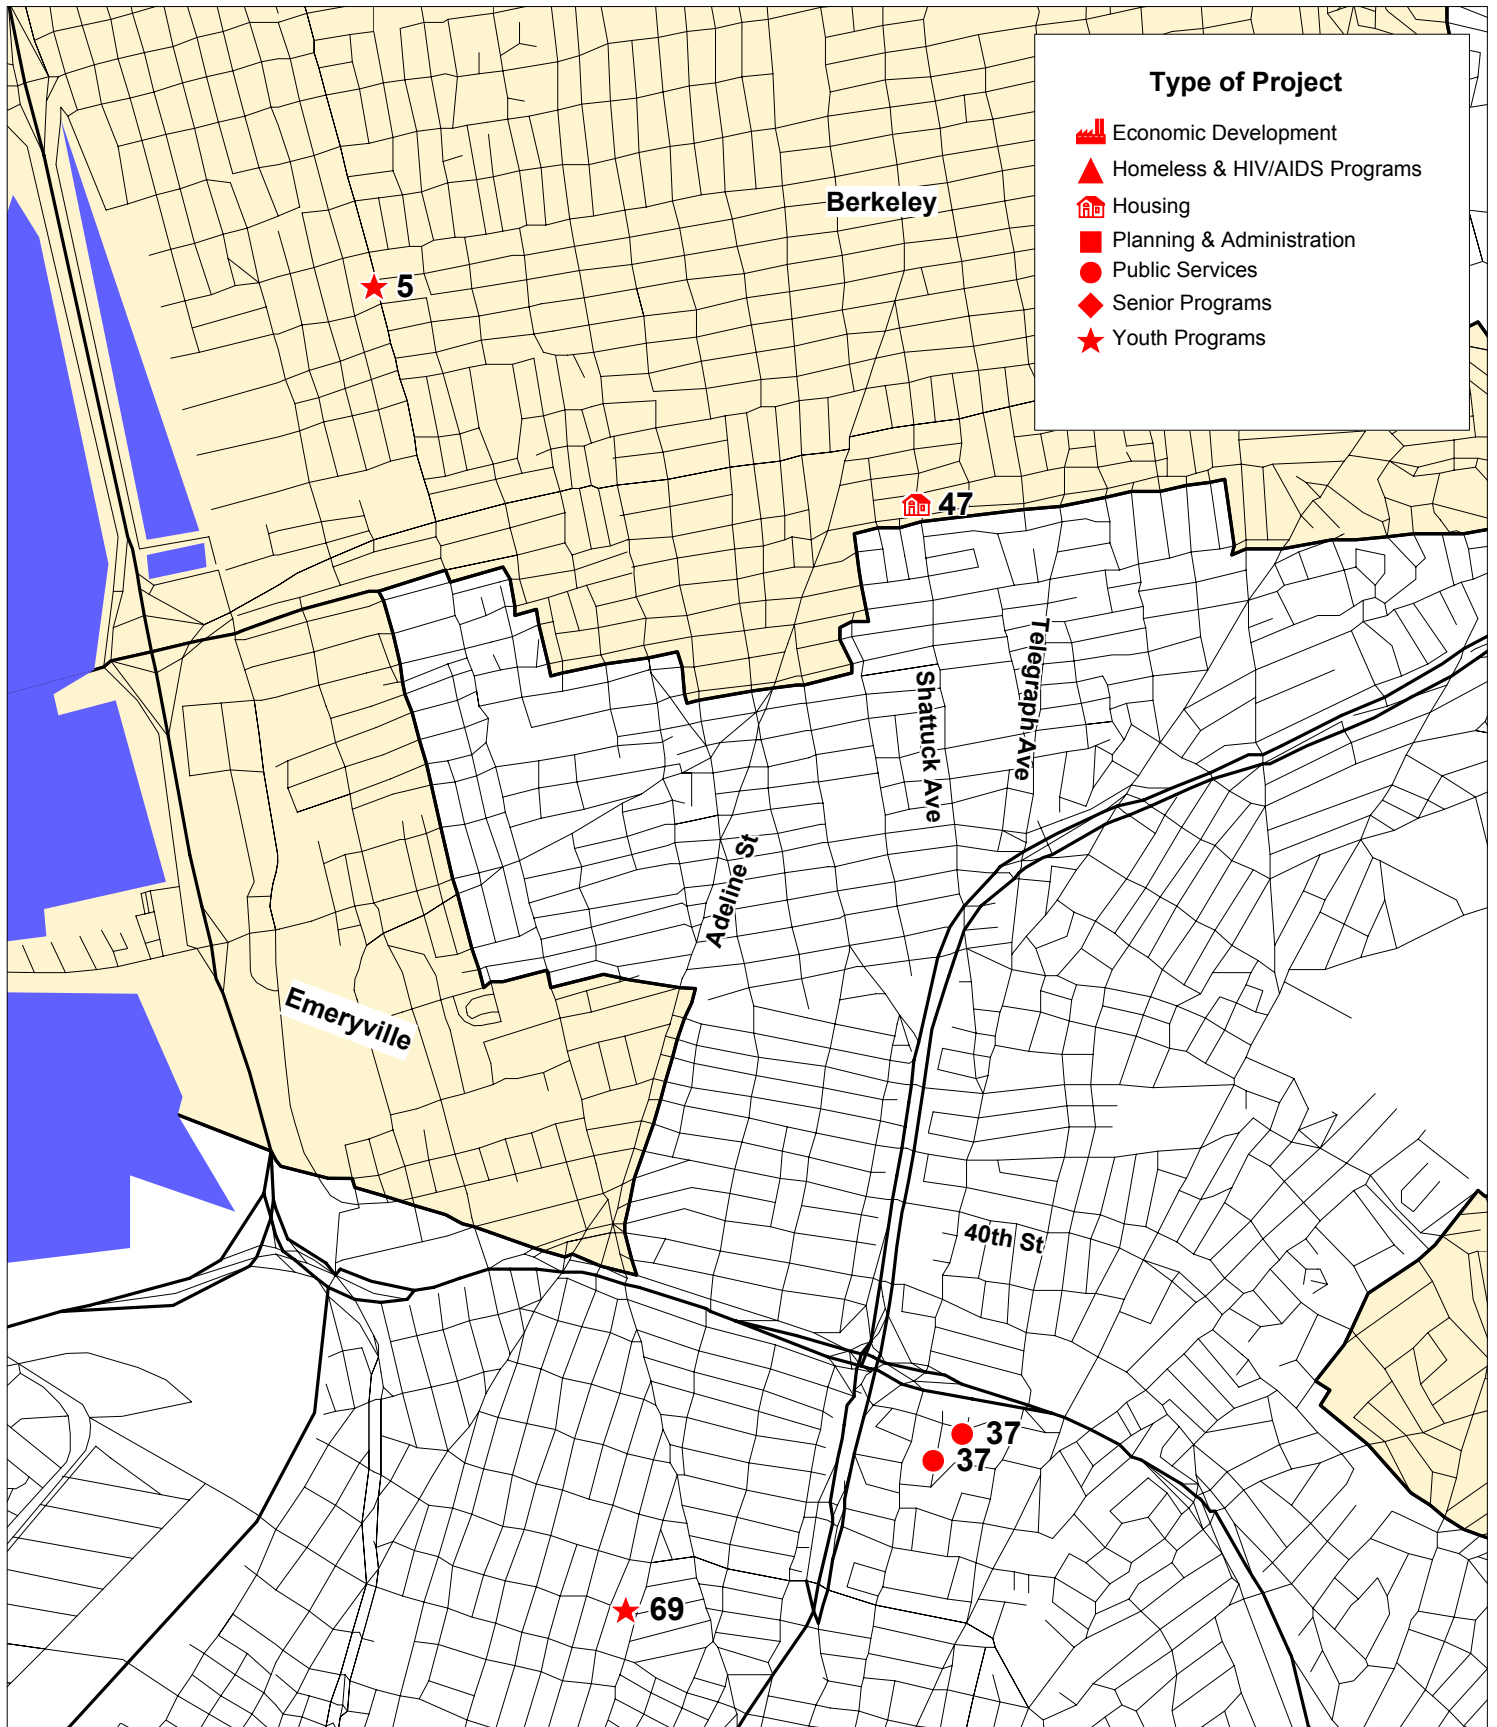 Type of Project
Economic Development
Homeless & HIV/AIDS Programs
Housing
Planning & Administration
Public Services
Senior Programs
Youth Programs
Berkeley
5
47
Telegraph Ave
Shattuck Ave
Adeline St
Emeryville
40th St
37
37
69